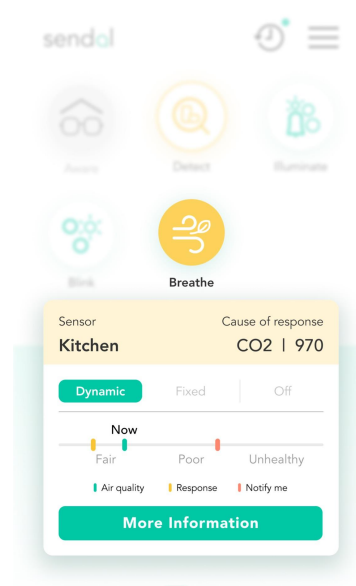 sendal
Aware
Detect
Illuminate
Blink
Breathe
Sensor
Cause of response
Kitchen
CO2 | 970
Dynamic
Fixed
Off
Now
Fair
Poor
Unhealthy
Air quality
Response
Notify me
More Information